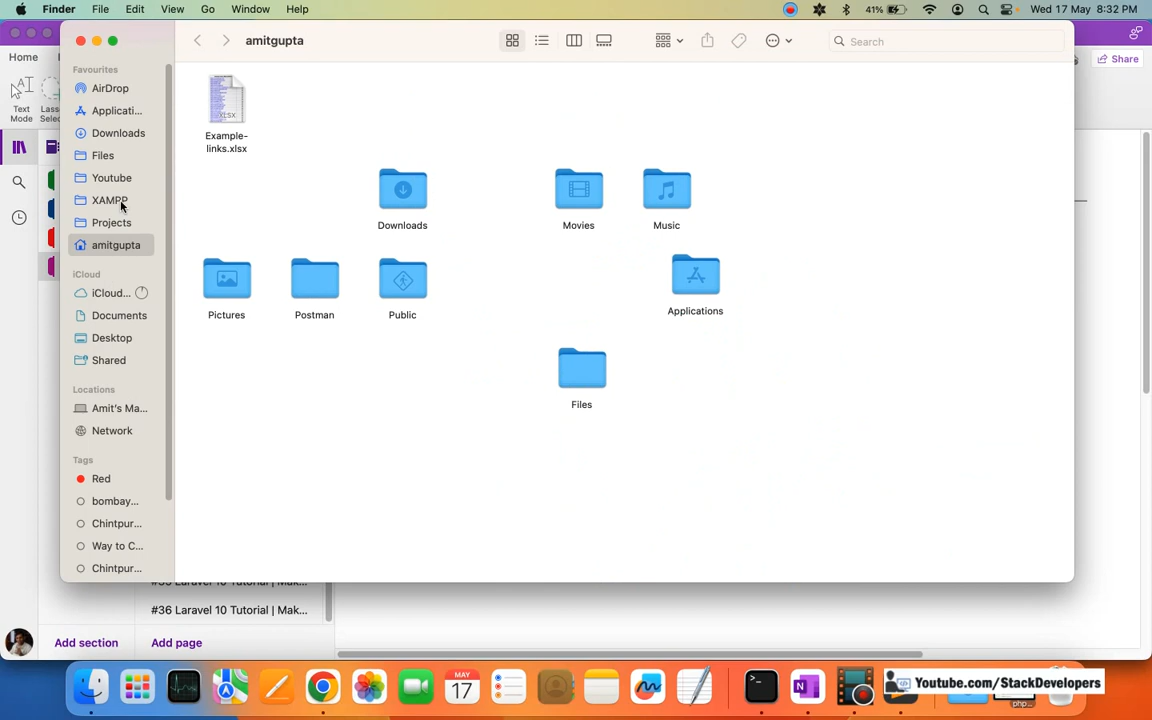 Finder File Edit View Go Window Help 41% Wed 17 May 8:32 PM
amitgupta
Search
Home
Share
Text
Mode
Favourites
AirDrop
Applicati...
Downloads
Files
Youtube
XAMPP
Projects
amitgupta
iCloud
iCloud...
Documents
Desktop
Shared
Locations
Amit's Ma...
Network
Tags
Red
bombay...
Chintpur...
Way to C...
Chintpur...
XLSX
Example-
links.xlsx
Downloads
Movies
Music
Pictures
Postman
Public
Applications
Files
#36 Laravel 10 Tutorial | Mak...
Add section
Add page
MAY
17
php...
Youtube.com/StackDevelopers